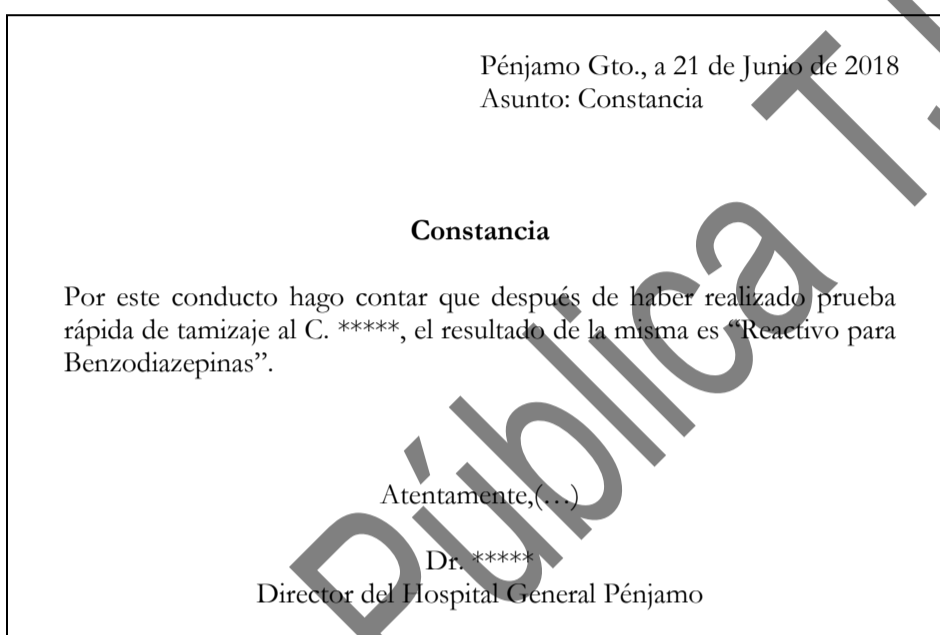 Pénjamo Gto., a 21 de Junio de 2018
Asunto: Constancia
Constancia
Por este conducto hago contar que después de haber realizado prueba
rápida de tamizaje al C. *****, el resultado de la misma es “Reactivo para
Benzodiazepinas”.
Atentamente,(…)
Dr. *****
Director del Hospital General Pénjamo
Pública T.